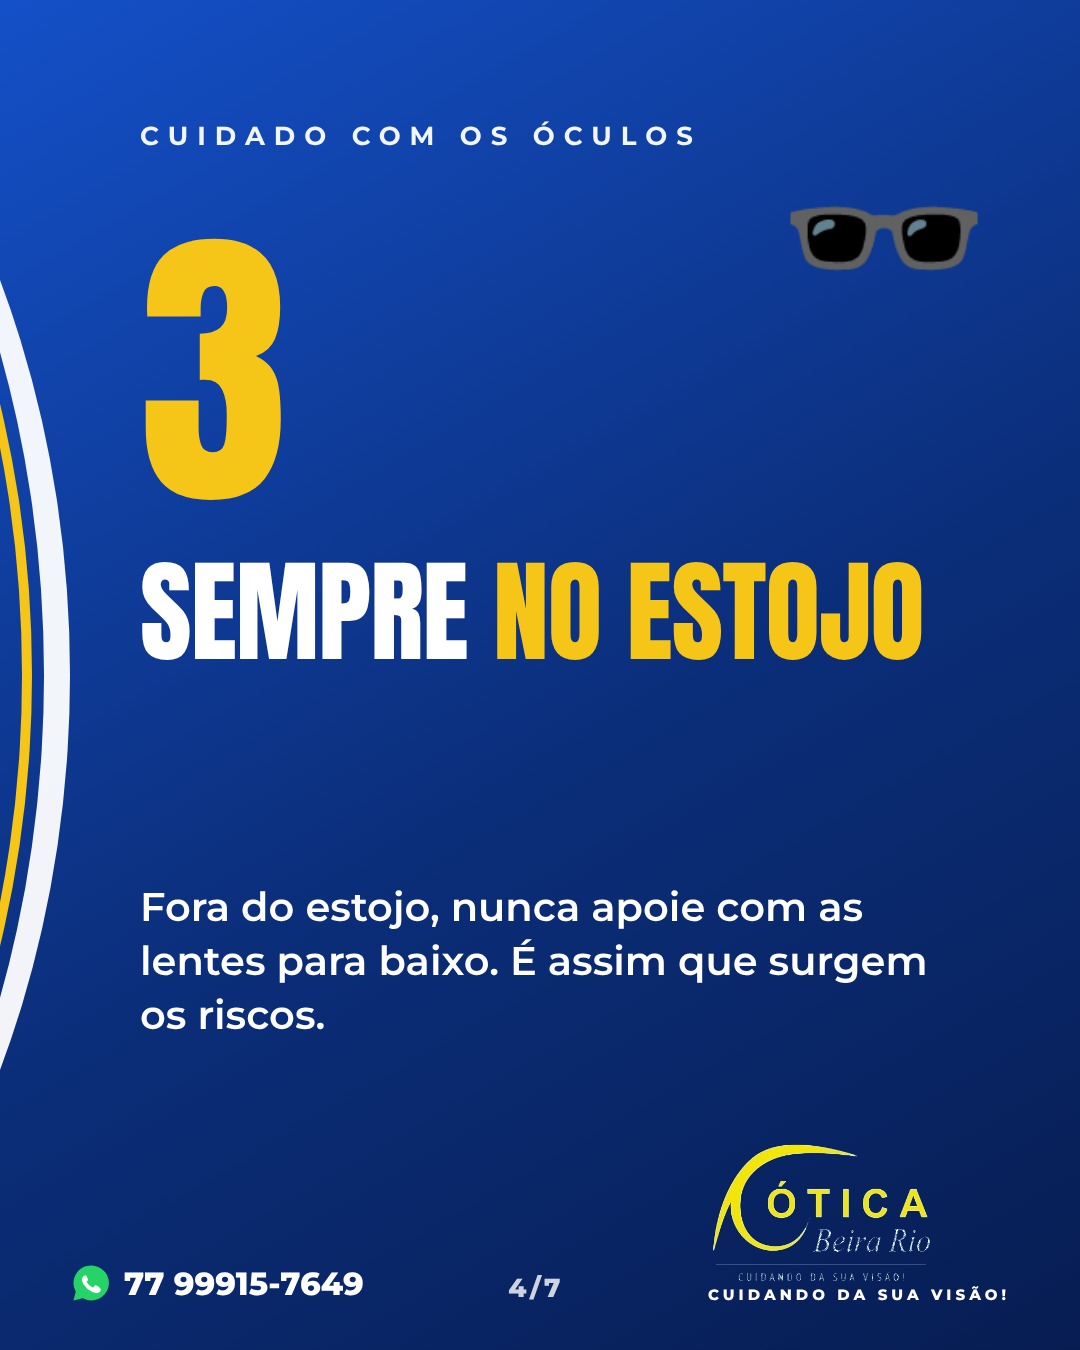 CUIDADO COM OS ÓCULOS
3
SEMPRE NO ESTOJO
Fora do estojo, nunca apoie com as
lentes para baixo. É assim que surgem
os riscos.
ÓTICA
Beira Rio
CUIDANDO DA SUA VISÃO!
CUIDANDO DA SUA VISÃO!
77 99915-7649
4/7